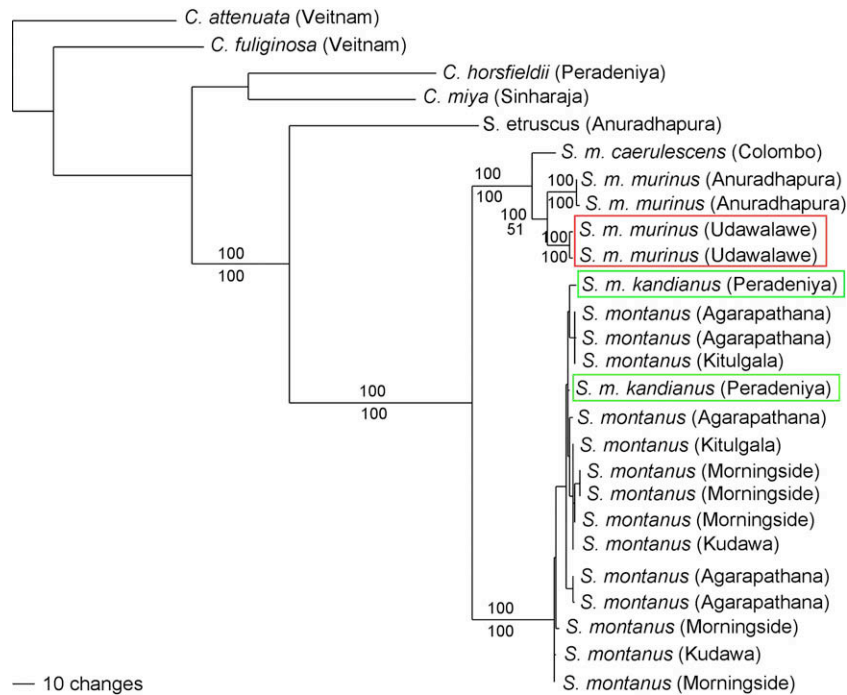 C. attenuata (Veitnam)
C. fuliginosa (Veitnam)
C. horsfieldii (Peradeniya)
C. miya (Sinharaja)
S. etruscus (Anuradhapura)
S. m. caerulescens (Colombo)
100
100
100 S. m. murinus (Anuradhapura)
100 S. m. murinus (Anuradhapura)
100
51
100 S. m. murinus (Udawalawe)
100 S. m. murinus (Udawalawe)
100
100
S. m. kandianus (Peradeniya)
S. montanus (Agarapathana)
S. montanus (Agarapathana)
S. montanus (Kitulgala)
S. m. kandianus (Peradeniya)
100
100
S. montanus (Agarapathana)
S. montanus (Kitulgala)
S. montanus (Morningside)
S. montanus (Morningside)
S. montanus (Morningside)
S. montanus (Kudawa)
S. montanus (Agarapathana)
S. montanus (Agarapathana)
100
100
S. montanus (Morningside)
S. montanus (Kudawa)
S. montanus (Morningside)
10 changes